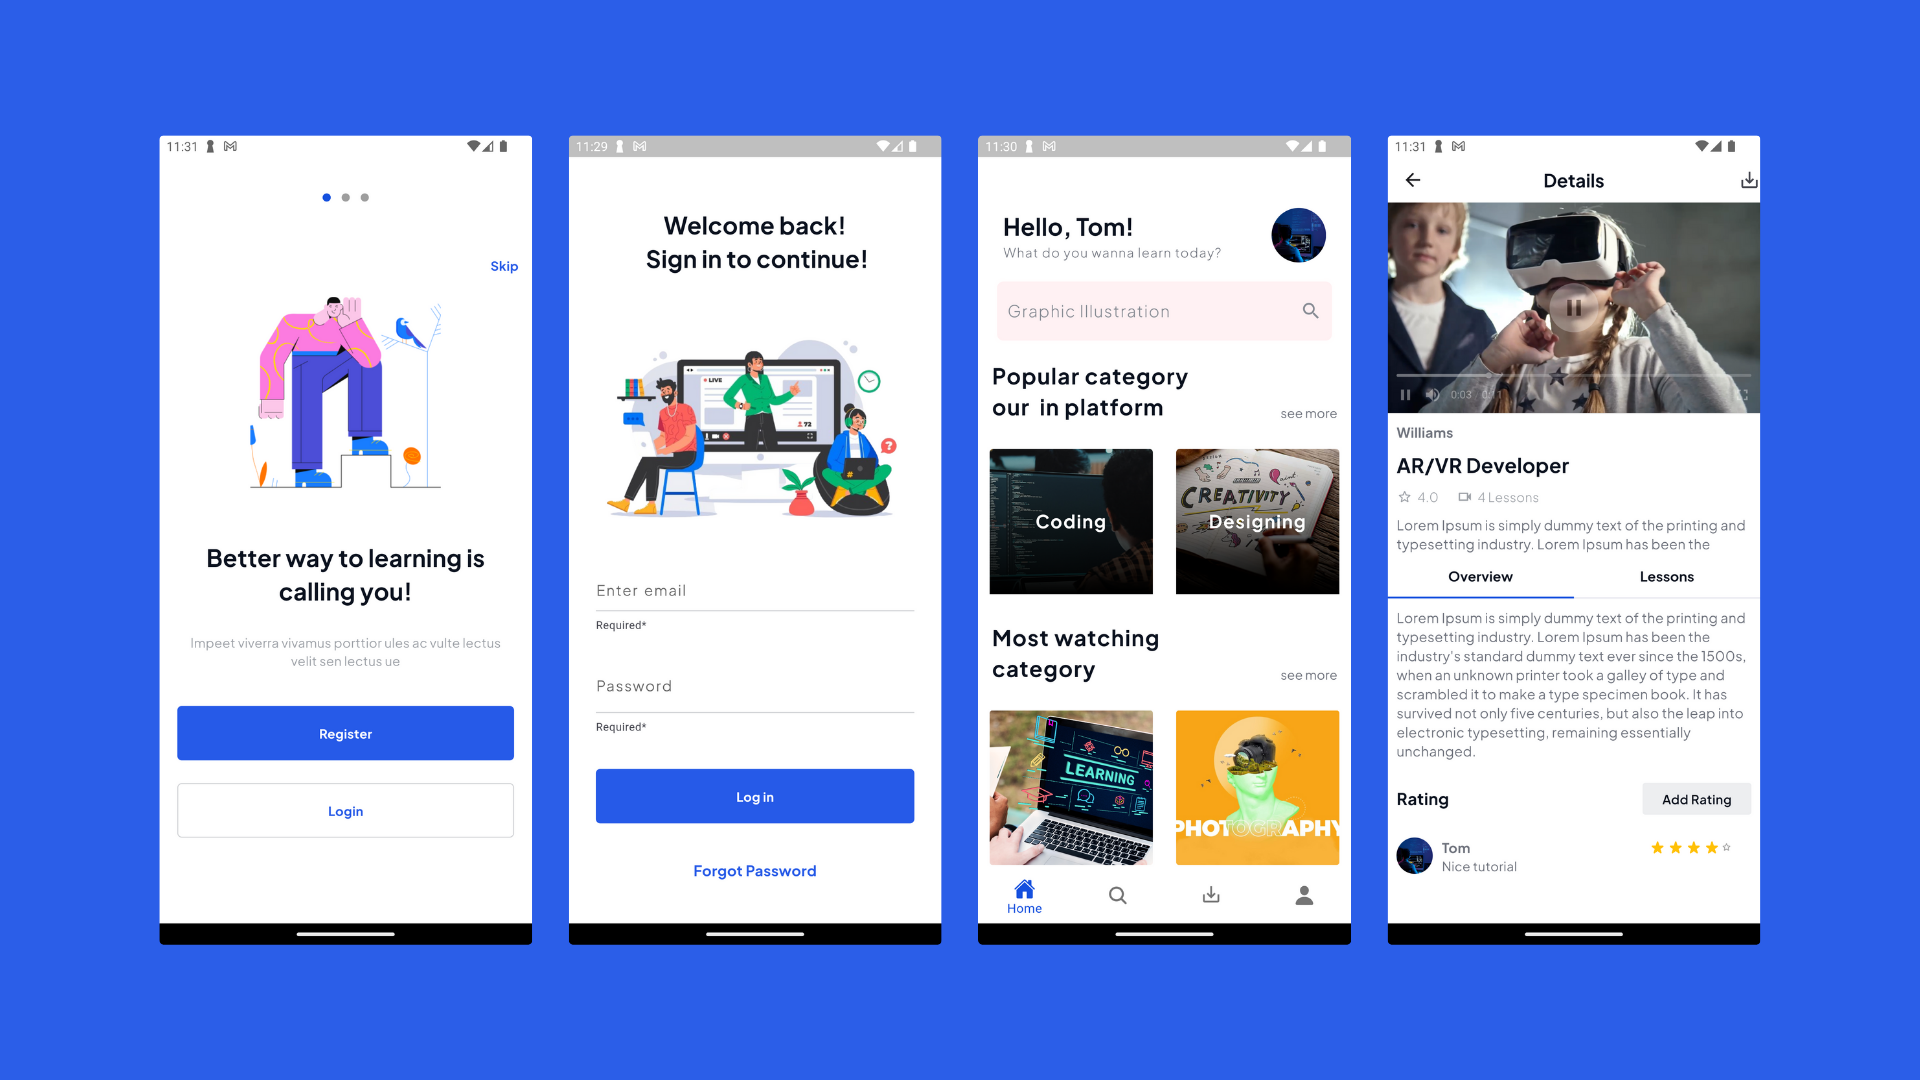 11:31
Skip
Better way to learning is
calling you!
Impeet viverra vivamus porttior ules ac vulte lectus
velit sen lectus ue
Register
Login
11:29
Welcome back!
Sign in to continue!
LIVE
72
?
Enter email
Required*
Password
Required*
Log in
Forgot Password
11:30
Hello, Tom!
What do you wanna learn today?
Graphic Illustration
Popular category
our in platform
see more
Coding
DESIGN
paint
CREATIVITY
Designing
Most watching
category
see more
LEARNING
PHOTOGRAPHY
Home
11:31
Details
0:03
Williams
AR/VR Developer
4.0 4 Lessons
Lorem Ipsum is simply dummy text of the printing and
typesetting industry. Lorem Ipsum has been the
Overview Lessons
Lorem Ipsum is simply dummy text of the printing and
typesetting industry. Lorem Ipsum has been the
industry's standard dummy text ever since the 1500s,
when an unknown printer took a galley of type and
scrambled it to make a type specimen book. It has
survived not only five centuries, but also the leap into
electronic typesetting, remaining essentially
unchanged.
Rating Add Rating
Tom
Nice tutorial